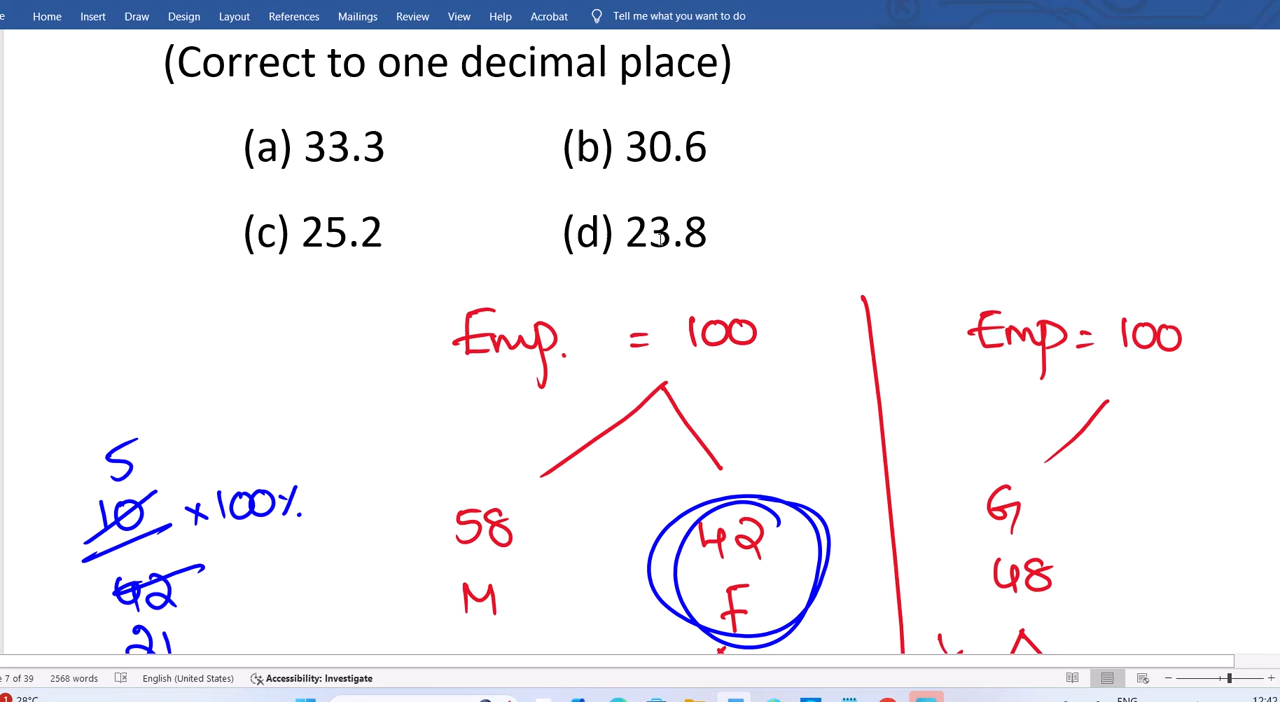 Home Insert Draw Design Layout References Mailings Review View Help Acrobat Tell me what you want to do
(Correct to one decimal place)
(a) 33.3 (b) 30.6
(c) 25.2 (d) 23.8
Emp. = 100
Emp = 100
5
10 × 100%
42
21
58 42
M F
G
48
7 of 39 2568 words English (United States) Accessibility: Investigate
28°C
ENG